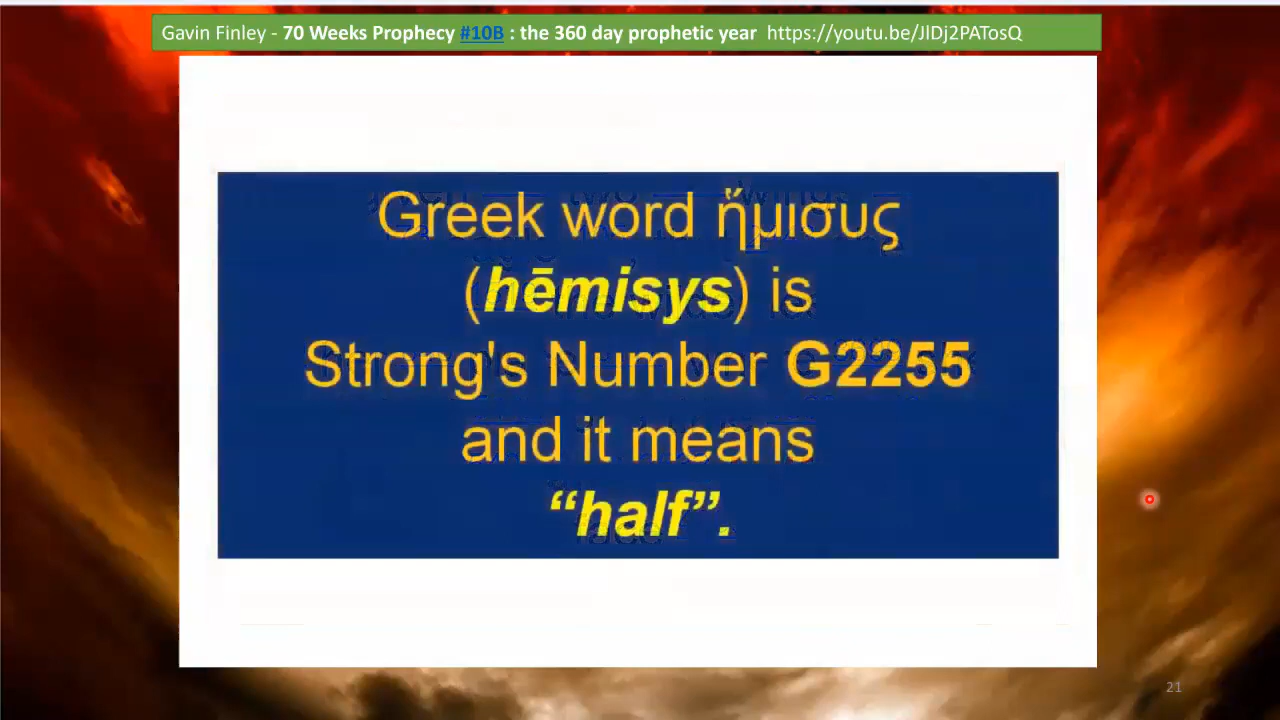 Gavin Finley - 70 Weeks Prophecy #10B : the 360 day prophetic year https://youtu.be/JlDj2PATosQ
Greek word ἥμισυς
(hēmisys) is
Strong's Number G2255
and it means
“half”.
21